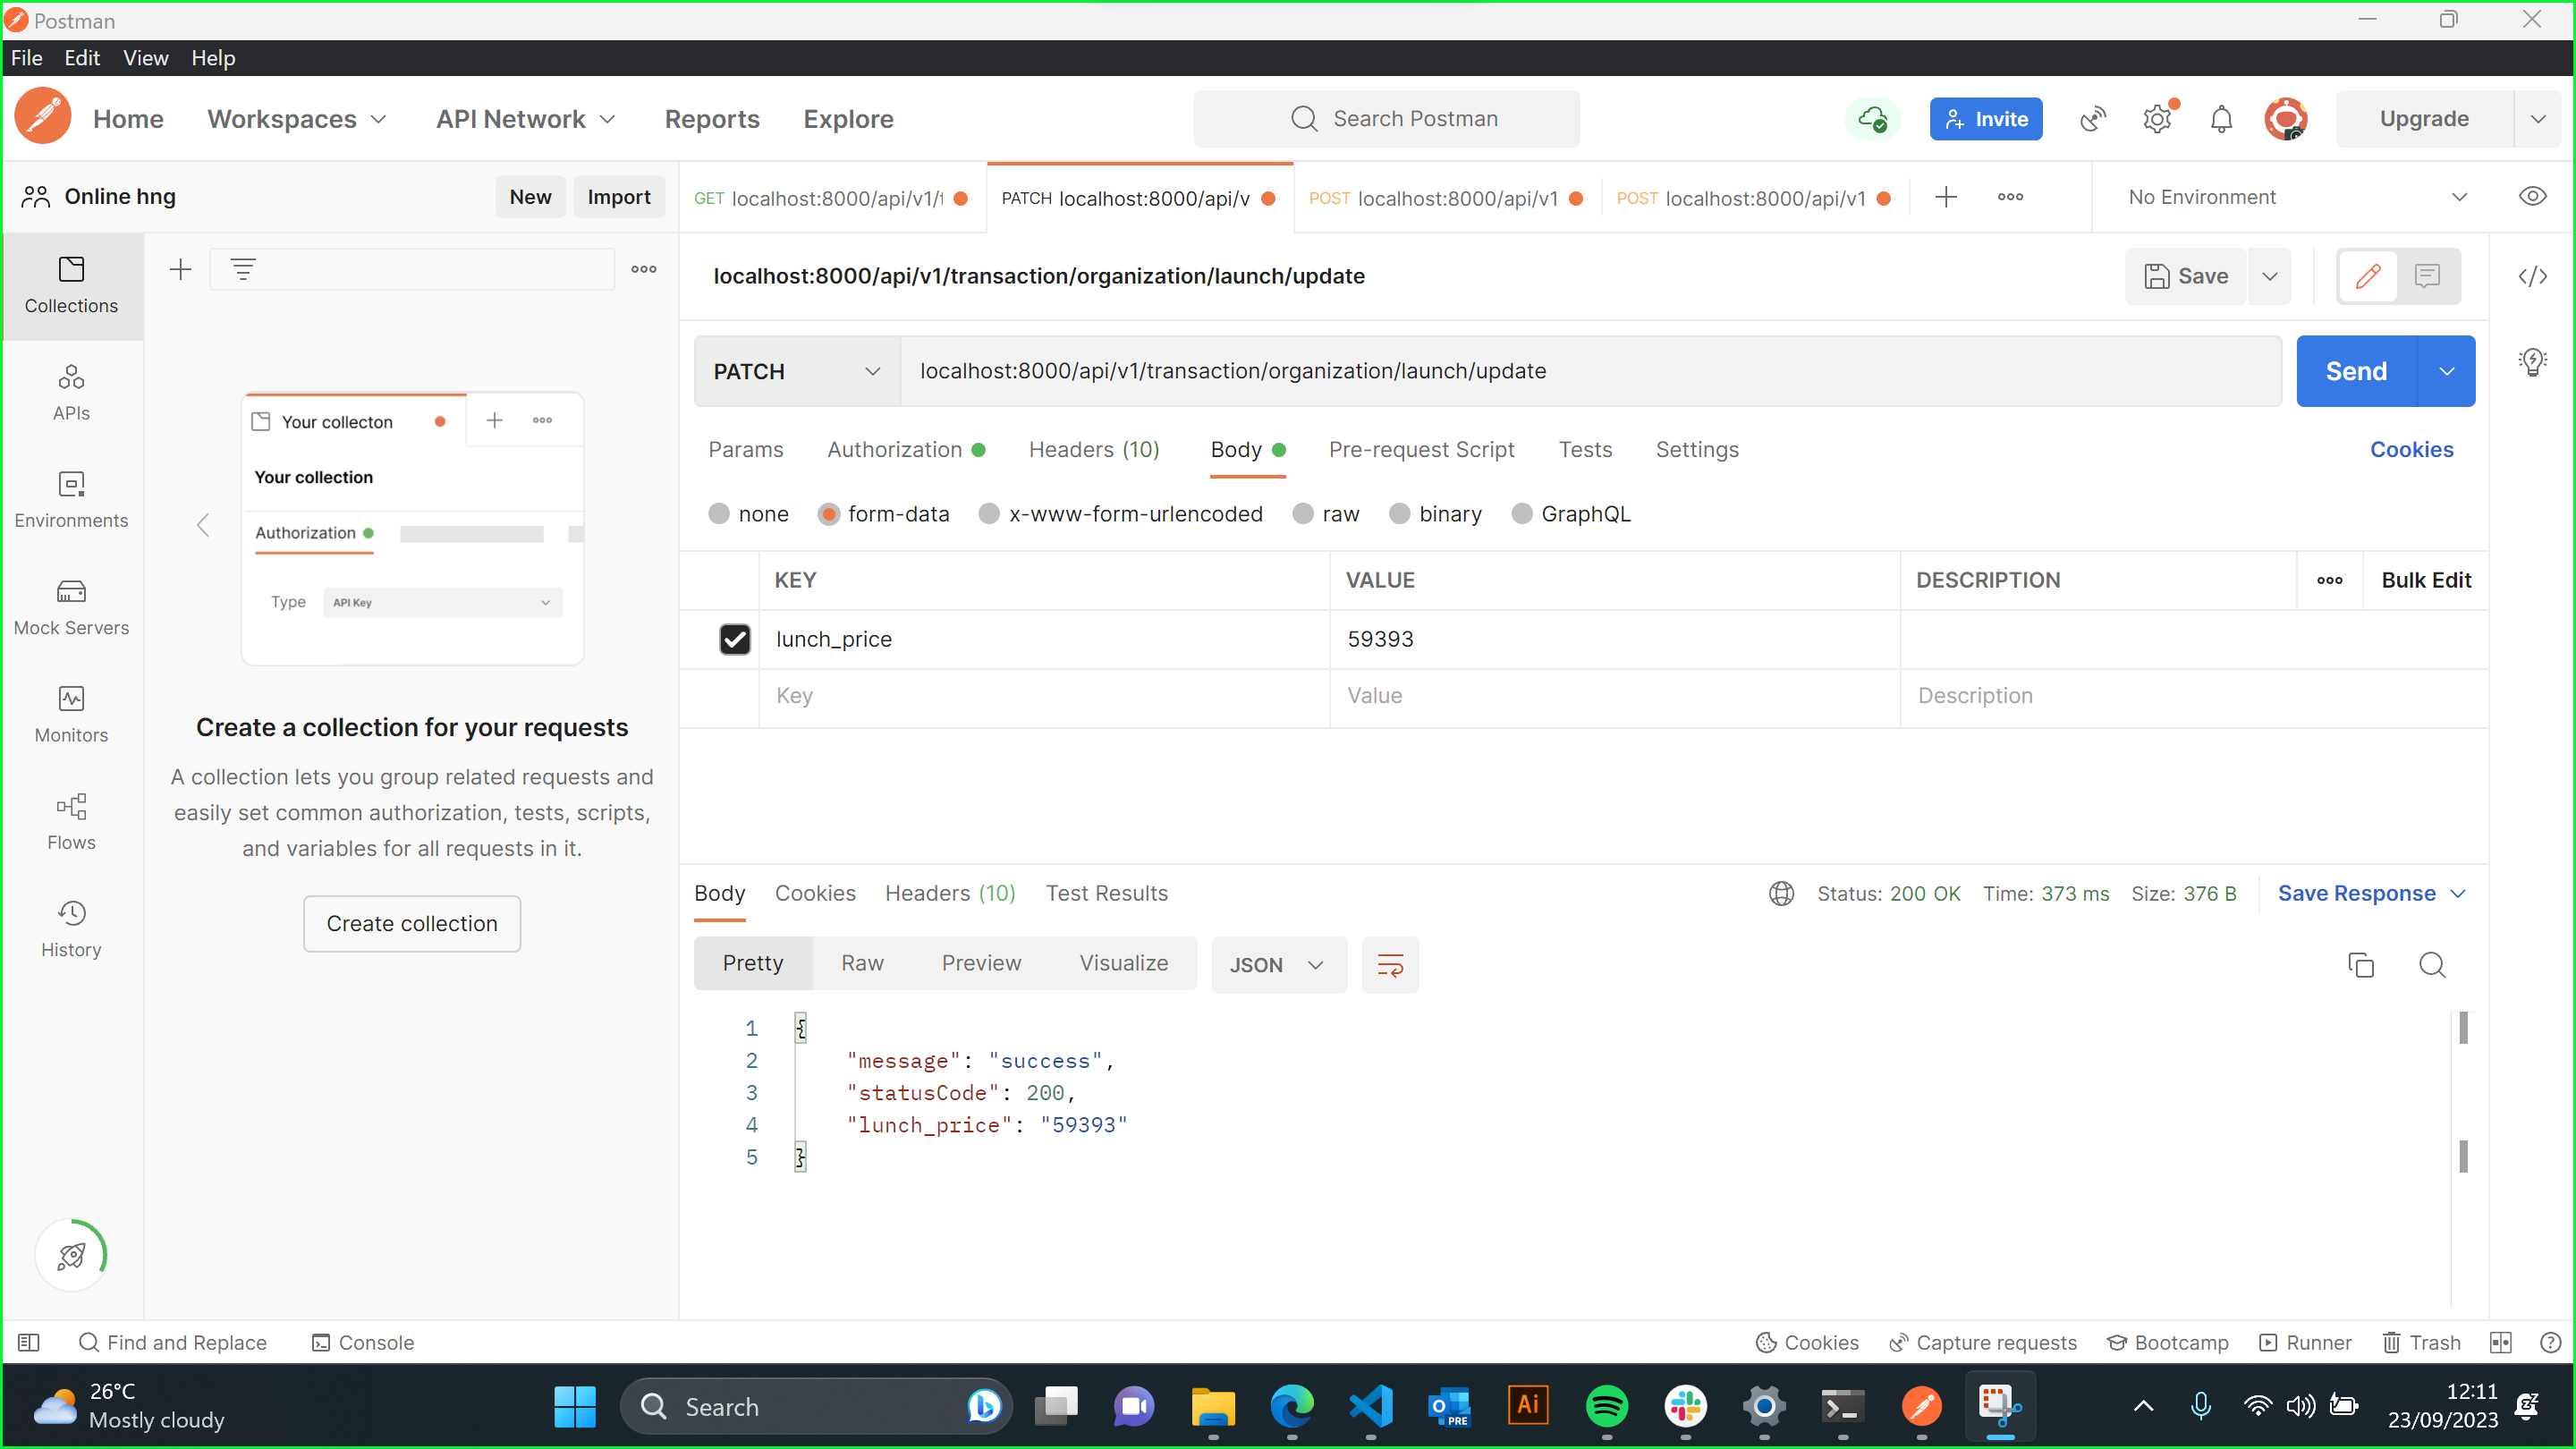 Postman
File Edit View Help
Home Workspaces API Network Reports Explore Search Postman Invite Upgrade
Online hng New Import GET localhost:8000/api/v1/t PATCH localhost:8000/api/v POST localhost:8000/api/v1 POST localhost:8000/api/v1 No Environment
Collections
APIs
Environments
Mock Servers
Monitors
Flows
History
Your collecton
Your collection
Authorization
Type API Key
Create a collection for your requests
A collection lets you group related requests and
easily set common authorization, tests, scripts,
and variables for all requests in it.
Create collection
localhost:8000/api/v1/transaction/organization/launch/update Save
PATCH localhost:8000/api/v1/transaction/organization/launch/update Send
Params Authorization Headers (10) Body Pre-request Script Tests Settings Cookies
none form-data x-www-form-urlencoded raw binary GraphQL
KEY VALUE DESCRIPTION Bulk Edit
lunch_price 59393
Key Value Description
Body Cookies Headers (10) Test Results Status: 200 OK Time: 373 ms Size: 376 B Save Response
Pretty Raw Preview Visualize JSON
1 {
2 "message": "success",
3 "statusCode": 200,
4 "lunch_price": "59393"
5 }
Find and Replace Console Cookies Capture requests Bootcamp Runner Trash
26°C
Mostly cloudy
Search
PRE
Ai
12:11
23/09/2023